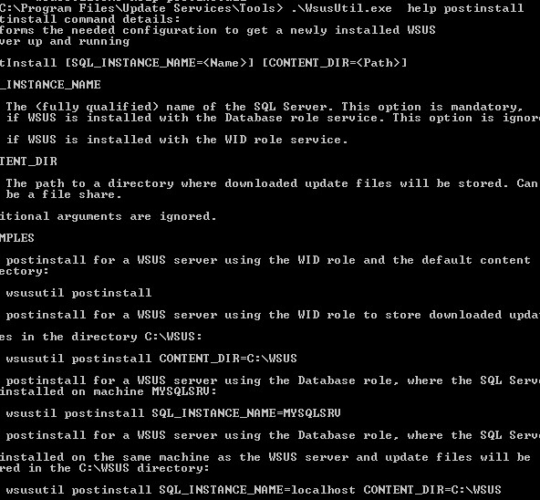 C:\Program Files\Update Services\Tools> .\WsusUtil.exe  help postinstall
tinstall command details:
forms the needed configuration to get a newly installed WSUS
ver up and running
tInstall [SQL_INSTANCE_NAME=<Name>] [CONTENT_DIR=<Path>]
_INSTANCE_NAME
The (fully qualified) name of the SQL Server. This option is mandatory,
if WSUS is installed with the Database role service. This option is ignor
if WSUS is installed with the WID role service.
TENT_DIR
The path to a directory where downloaded update files will be stored. Can
be a file share.
itional arguments are ignored.
MPLES
postinstall for a WSUS server using the WID role and the default content
ectory:
wsusutil postinstall
postinstall for a WSUS server using the WID role to store downloaded upda
es in the directory C:\WSUS:
wsusutil postinstall CONTENT_DIR=C:\WSUS
postinstall for a WSUS server using the Database role, where the SQL Serve
installed on machine MYSQLSRV:
wsustil postinstall SQL_INSTANCE_NAME=MYSQLSRV
postinstall for a WSUS server using the Database role, where the SQL Serve
installed on the same machine as the WSUS server and update files will be
red in the C:\WSUS directory:
wsusutil postinstall SQL_INSTANCE_NAME=localhost CONTENT_DIR=C:\WSUS